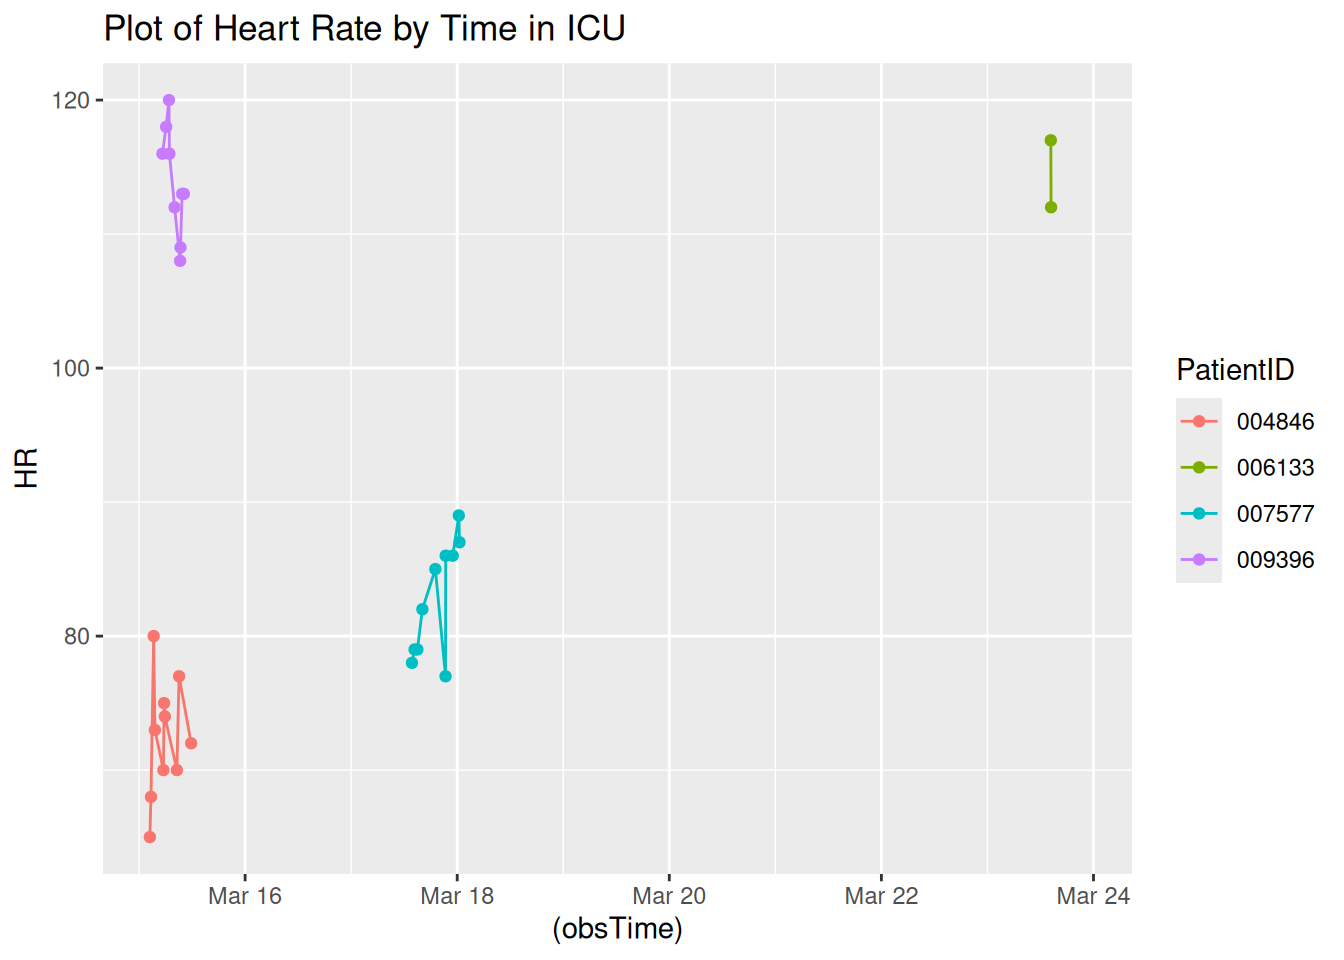 Plot of Heart Rate by Time in ICU
120
100
80
HR
Mar 16
Mar 18
Mar 20
Mar 22
Mar 24
(obsTime)
PatientID
004846
006133
007577
009396